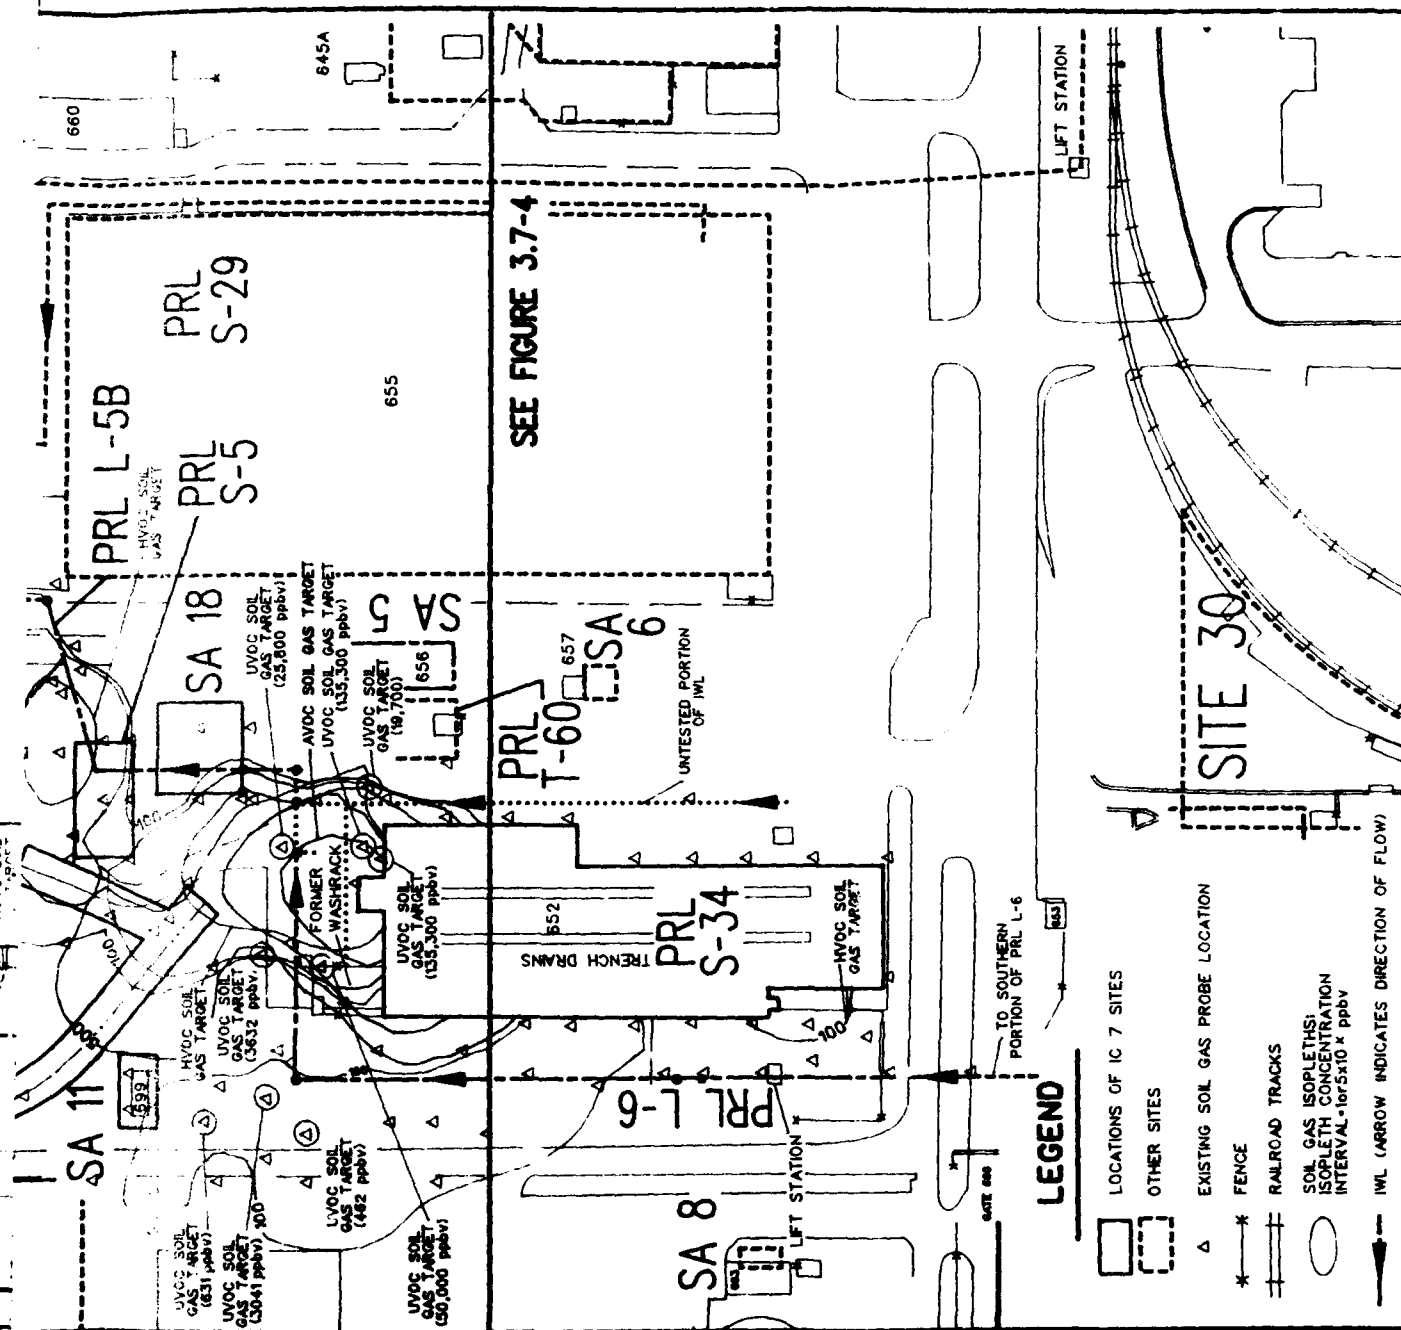 660
645A
LIFT STATION
PRL
S-29
PRL L-5B
HVOC SOIL
GAS TARGET
PRL
S-5
655
SEE FIGURE 3.7-4
SA 18
UVOC SOIL
GAS TARGET
(25,800 ppbv)
AVOC SOIL GAS TARGET
UVOC SOIL GAS TARGET
(135,300 ppbv)
UVOC SOIL
GAS TARGET
(19,700)
SA 5
656
657
SA
6
PRL
T-60
UNTESTED PORTION
OF IWL
SITE 30
100
100
500
FORMER
WASHRACK
UVOC SOIL
GAS TARGET
(135,300 ppbv)
652
TRENCH DRAINS
PRL
S-34
HVOC SOIL
GAS TARGET
100
653
TO SOUTHERN
PORTION OF PRL L-6
SA 11
699
HVOC SOIL
GAS TARGET
UVOC SOIL
GAS TARGET
(3632 ppbv)
UVOC SOIL
GAS TARGET
(631 ppbv)
UVOC SOIL
GAS TARGET
(3041 ppbv)
100
UVOC SOIL
GAS TARGET
(462 ppbv)
UVOC SOIL
GAS TARGET
(50,000 ppbv)
PRL L-6
LIFT STATION
SA 8
LEGEND
LOCATIONS OF IC 7 SITES
OTHER SITES
EXISTING SOIL GAS PROBE LOCATION
FENCE
RAILROAD TRACKS
SOIL GAS ISOPLETHS:
ISOPLETH CONCENTRATION
INTERVAL=1or5x10ˣ ppbv
IWL (ARROW INDICATES DIRECTION OF FLOW)